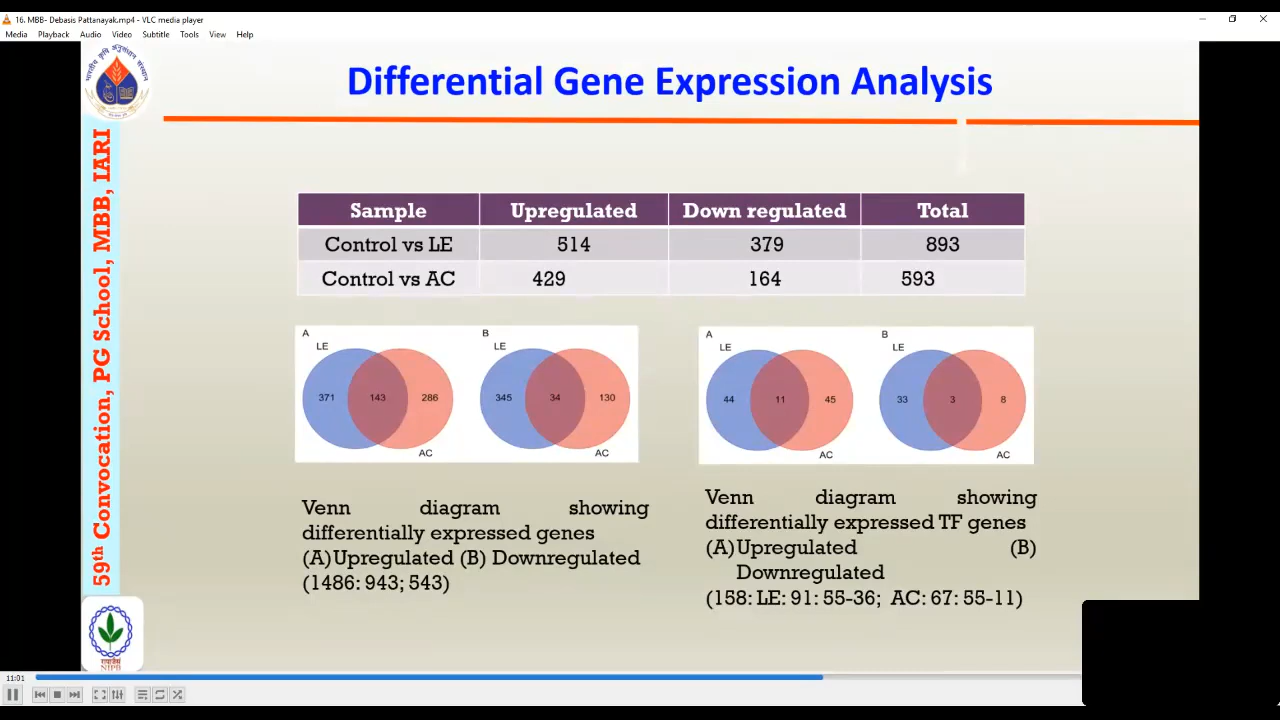 16. MBB- Debasis Pattanayak.mp4 - VLC media player
Media Playback Audio Video Subtitle Tools View Help
भारतीय कृषि अनुसंधान संस्थान
Differential Gene Expression Analysis
59th Convocation, PG School, MBB, IARI
Sample Upregulated Down regulated Total
Control vs LE 514 379 893
Control vs AC 429 164 593
A
LE
371 143 286
AC
B
LE
345 34 130
AC
A
LE
44 11 45
AC
B
LE
33 3 8
AC
Venn diagram showing
differentially expressed genes
(A)Upregulated (B) Downregulated
(1486: 943; 543)
Venn diagram showing
differentially expressed TF genes
(A)Upregulated (B)
Downregulated
(158: LE: 91: 55-36; AC: 67: 55-11)
NIPB
11:01